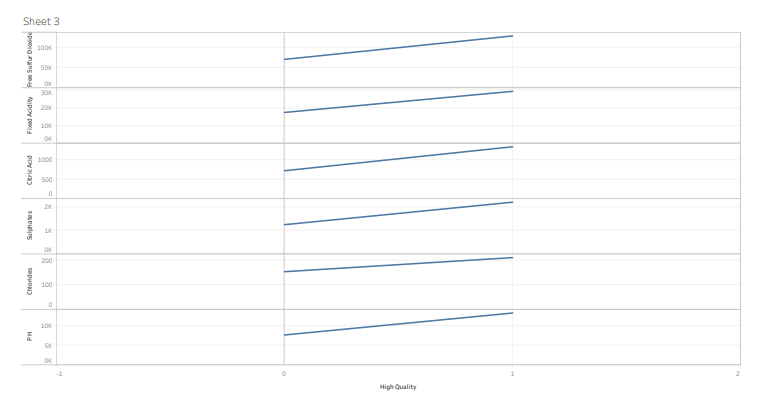 Sheet 3
Free Sulfur Dioxide
100K
50K
0K
Fixed Acidity
30K
20K
10K
0K
Citric Acid
1000
500
0
Sulphates
2K
1K
0K
Chlorides
200
100
0
PH
10K
5K
0K
-1
0
1
2
High Quality